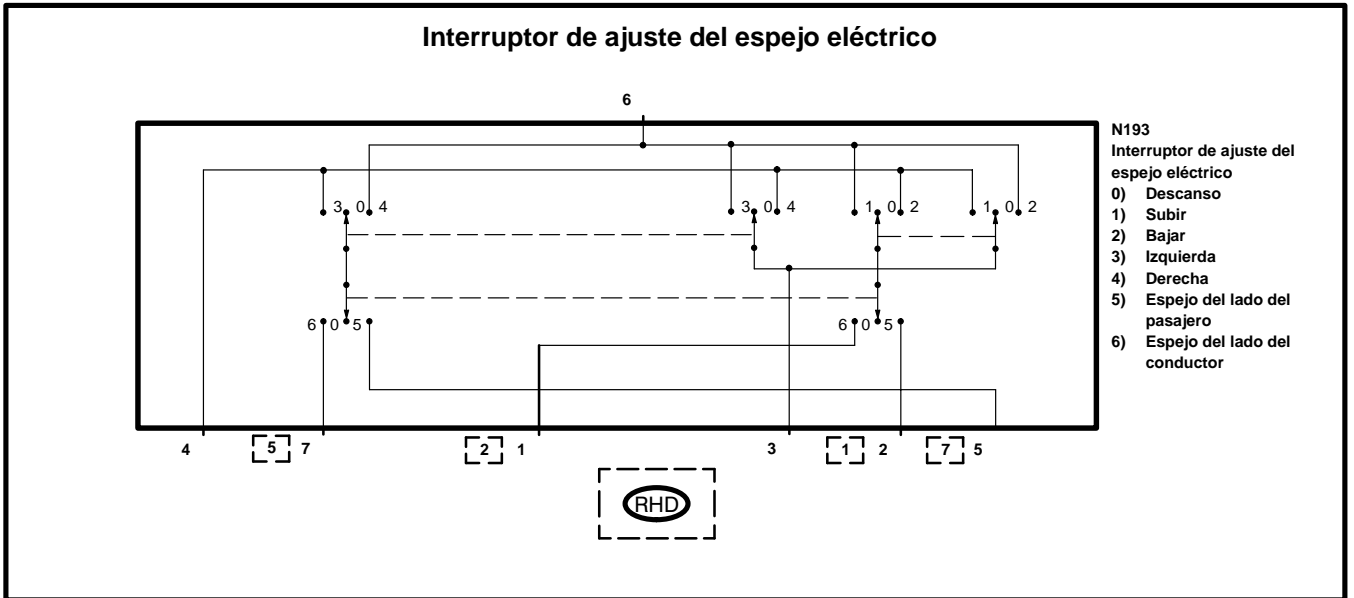 Interruptor de ajuste del espejo eléctrico
6
N193
Interruptor de ajuste del
espejo eléctrico
0) Descanso
1) Subir
2) Bajar
3) Izquierda
4) Derecha
5) Espejo del lado del
pasajero
6) Espejo del lado del
conductor
3 0 4 3 0 4 1 0 2 1 0 2
6 0 5 6 0 5
4 5 7 2 1 3 1 2 7 5
RHD